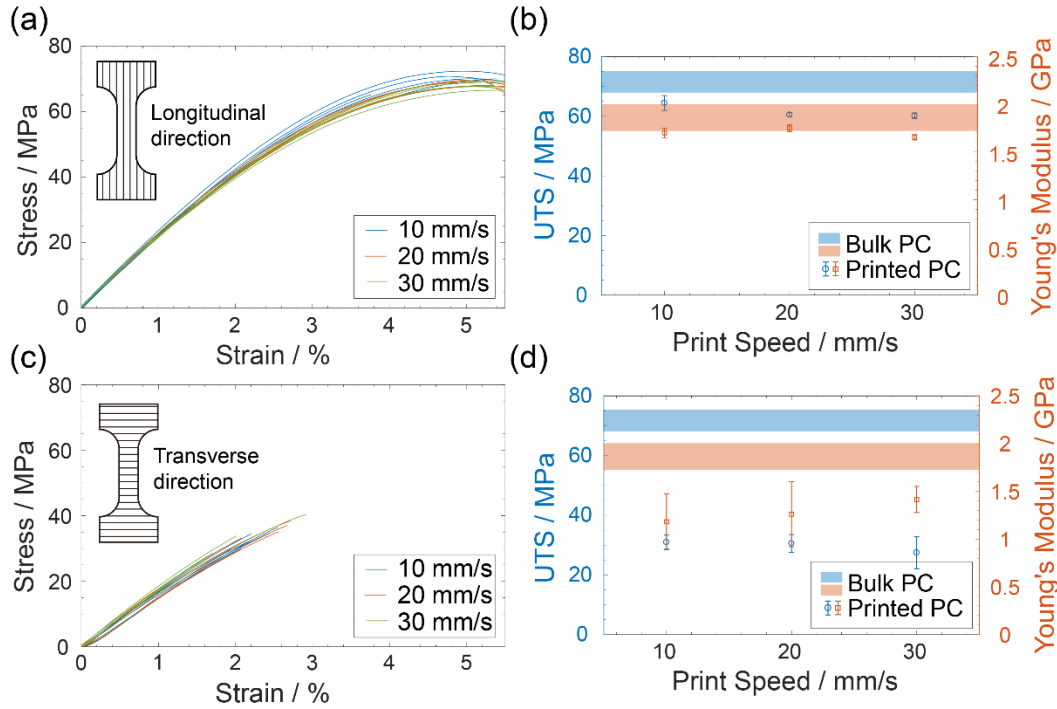 (a)
Stress / MPa
80
60
40
20
0
Longitudinal
direction
10 mm/s
20 mm/s
30 mm/s
0 1 2 3 4 5
Strain / %
(b)
UTS / MPa
80
60
40
20
60
80
0
Bulk PC
Printed PC
2.5
2
1.5
1
0.5
0
Young's Modulus / GPa
10 20 30
Print Speed / mm/s
(c)
Stress / MPa
80
60
40
20
0
Transverse
direction
10 mm/s
20 mm/s
30 mm/s
0 1 2 3 4 5
Strain / %
(d)
UTS / MPa
80
60
40
20
60
80
0
Bulk PC
Printed PC
2.5
2
1.5
1
0.5
0
Young's Modulus / GPa
10 20 30
Print Speed / mm/s